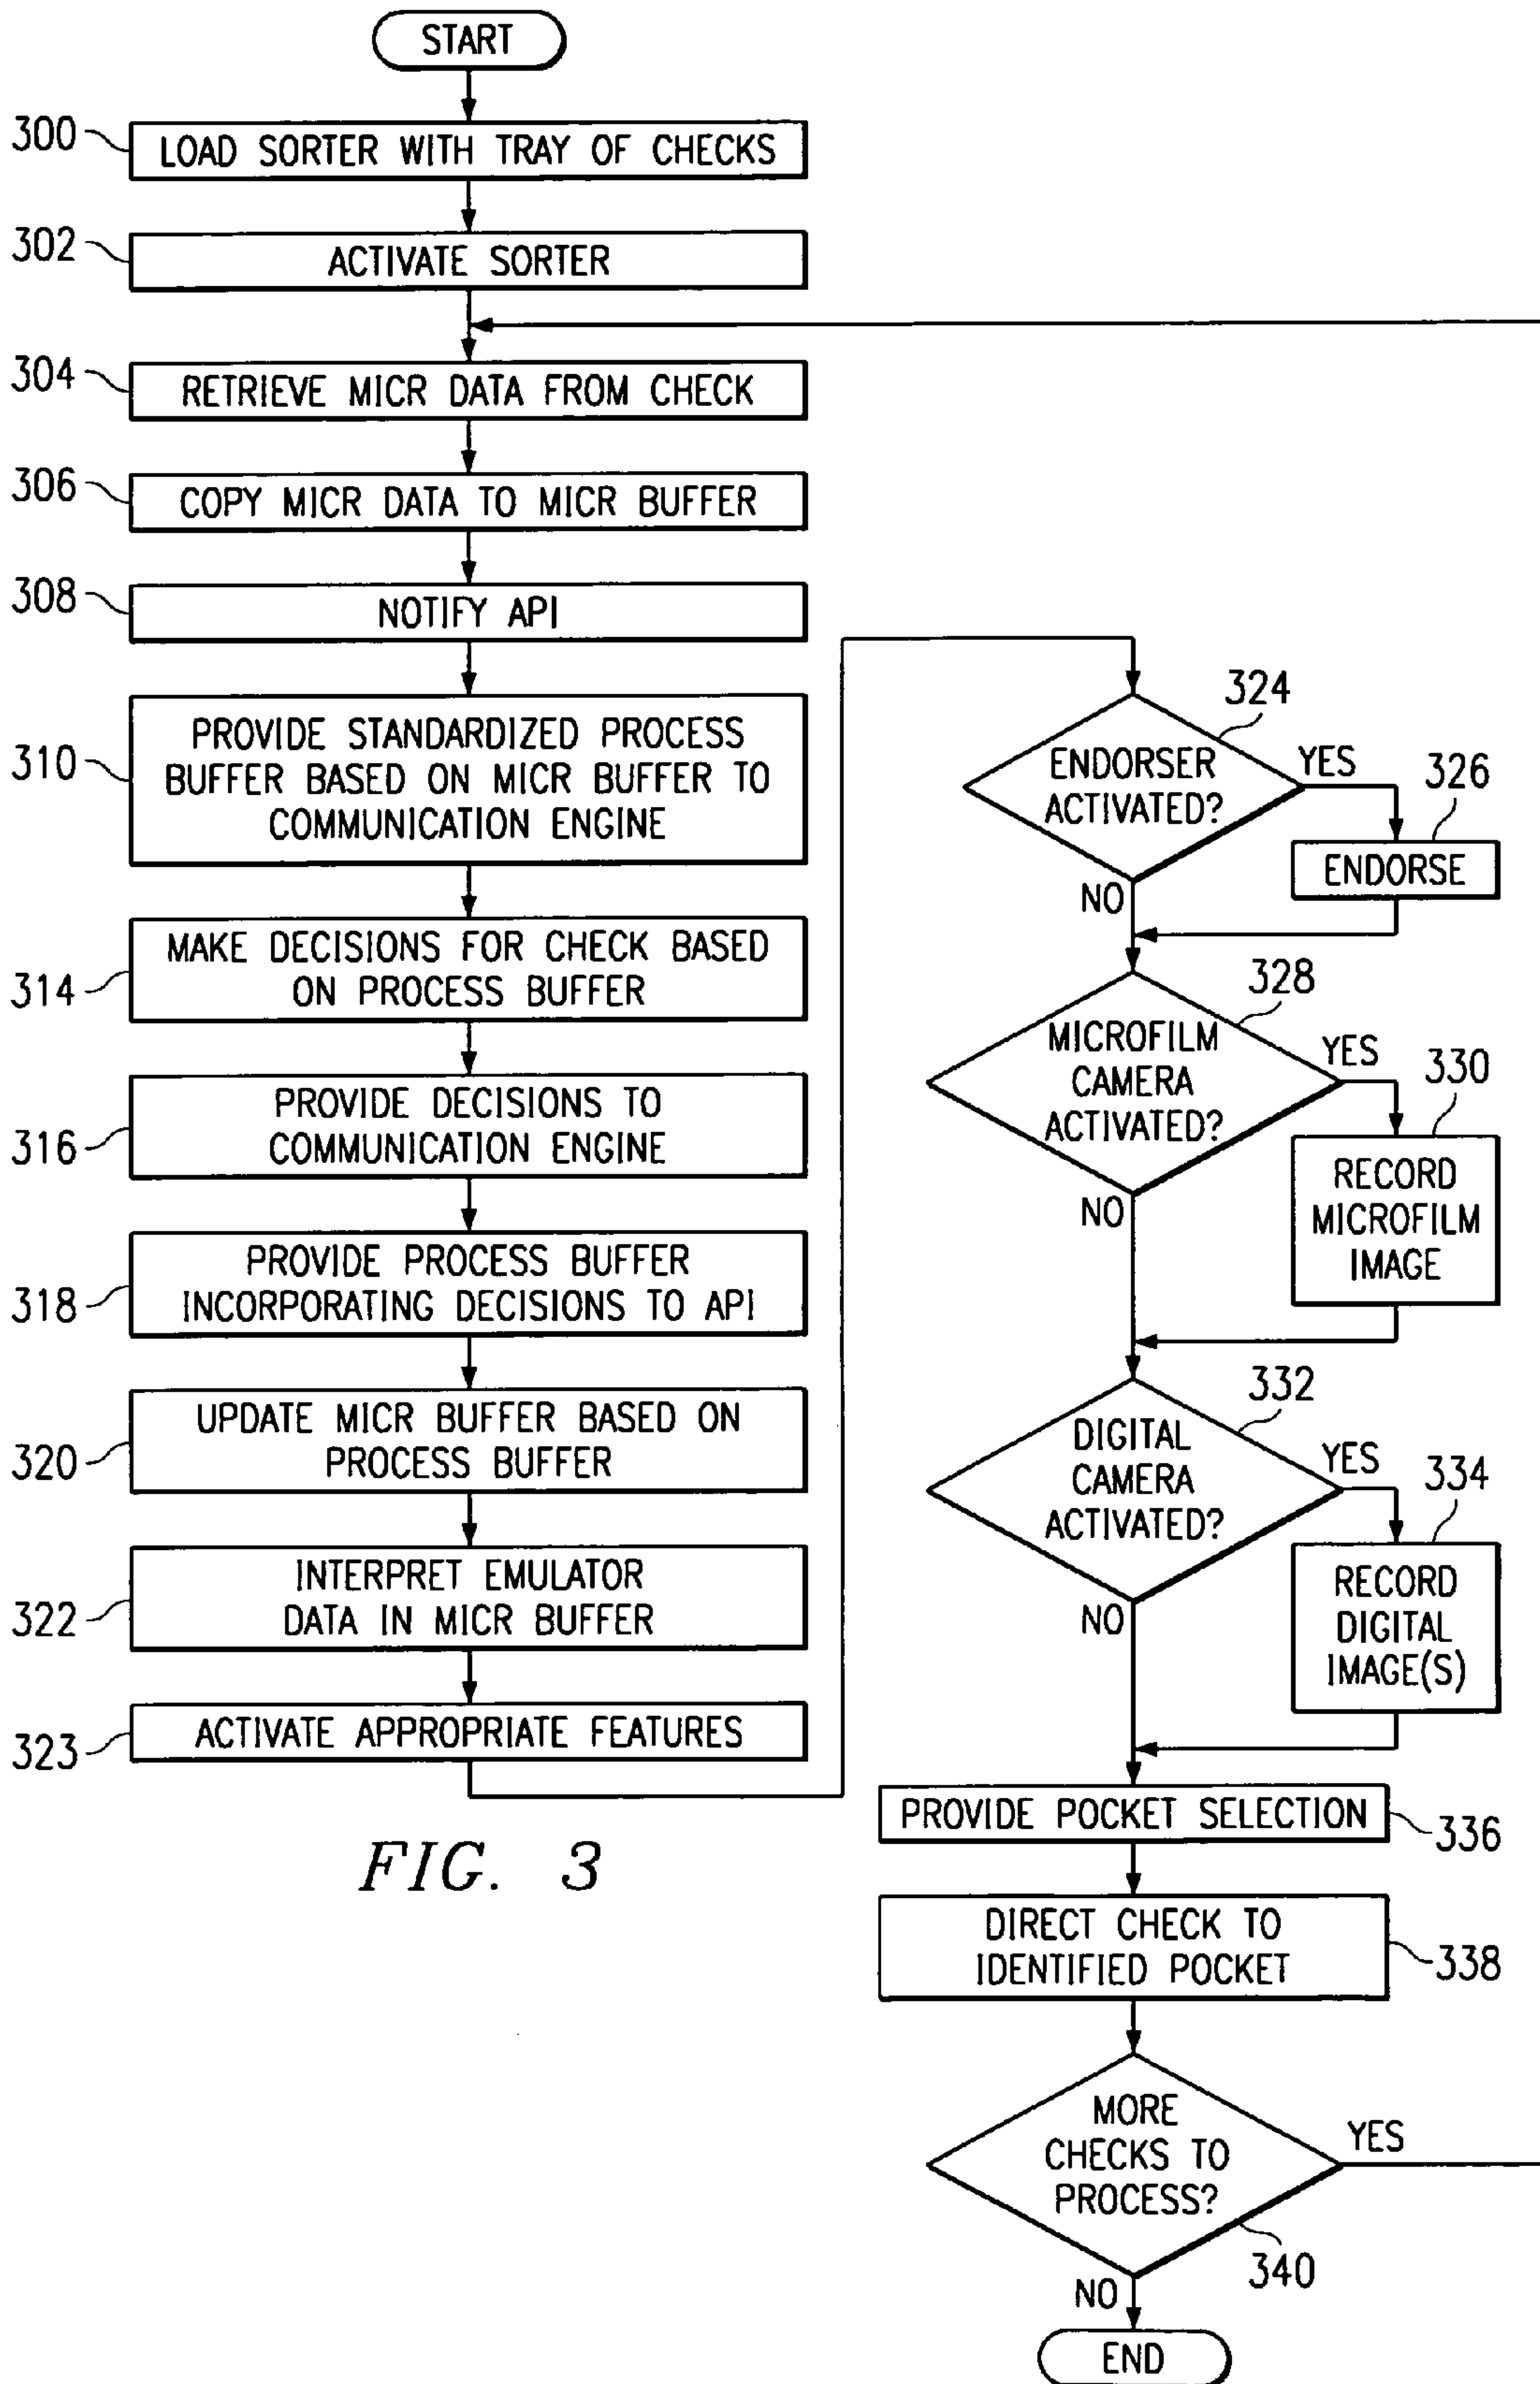 START
300
LOAD SORTER WITH TRAY OF CHECKS
302
ACTIVATE SORTER
304
RETRIEVE MICR DATA FROM CHECK
306
COPY MICR DATA TO MICR BUFFER
308
NOTIFY API
310
PROVIDE STANDARDIZED PROCESS
BUFFER BASED ON MICR BUFFER TO
COMMUNICATION ENGINE
314
MAKE DECISIONS FOR CHECK BASED
ON PROCESS BUFFER
316
PROVIDE DECISIONS TO
COMMUNICATION ENGINE
318
PROVIDE PROCESS BUFFER
INCORPORATING DECISIONS TO API
320
UPDATE MICR BUFFER BASED ON
PROCESS BUFFER
322
INTERPRET EMULATOR
DATA IN MICR BUFFER
323
ACTIVATE APPROPRIATE FEATURES
324
ENDORSER
ACTIVATED?
YES
326
ENDORSE
NO
328
MICROFILM
CAMERA
ACTIVATED?
YES
330
RECORD
MICROFILM
IMAGE
NO
332
DIGITAL
CAMERA
ACTIVATED?
YES
334
RECORD
DIGITAL
IMAGE(S)
NO
PROVIDE POCKET SELECTION
336
DIRECT CHECK TO
IDENTIFIED POCKET
338
MORE
CHECKS TO
PROCESS?
YES
340
NO
END
FIG. 3